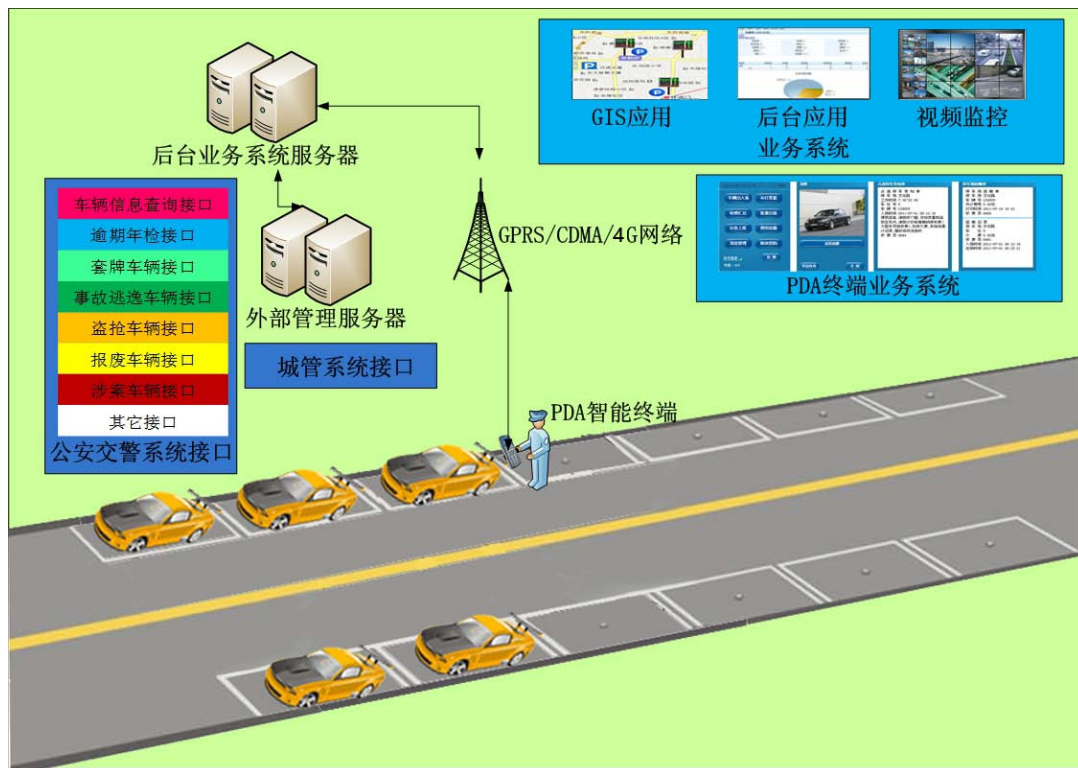 GIS应用
后台应用
视频监控
业务系统
后台业务系统服务器
车辆信息查询接口
逾期年检接口
套牌车辆接口
事故逃逸车辆接口
盗抢车辆接口
报废车辆接口
涉案车辆接口
其它接口
公安交警系统接口
GPRS/CDMA/4G网络
PDA终端业务系统
外部管理服务器
城管系统接口
PDA智能终端